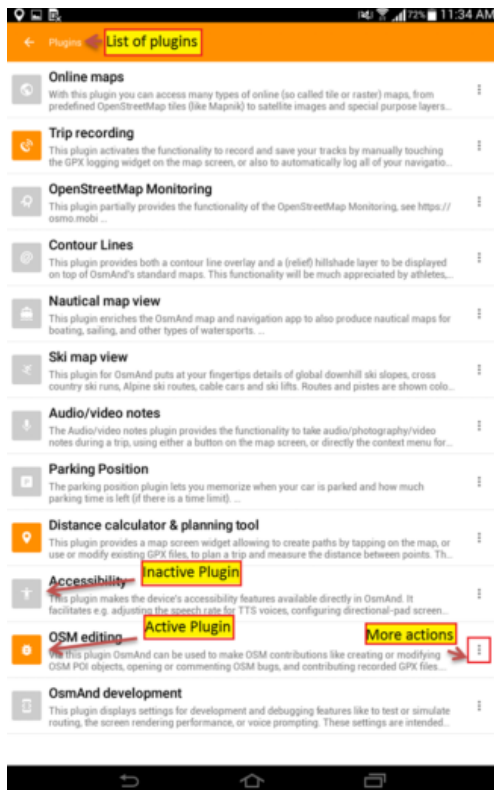 72% 11:34 AM
Plugins List of plugins
Online maps
With this plugin you can access many types of online (so called tile or raster) maps, from
predefined OpenStreetMap tiles (like Mapnik) to satellite images and special purpose layers...
Trip recording
This plugin activates the functionality to record and save your tracks by manually touching
the GPX logging widget on the map screen, or also to automatically log all of your navigatio...
OpenStreetMap Monitoring
This plugin partially provides the functionality of the OpenStreetMap Monitoring, see https://
osmo.mobi ...
Contour Lines
This plugin provides both a contour line overlay and a (relief) hillshade layer to be displayed
on top of OsmAnd's standard maps. This functionality will be much appreciated by athletes,...
Nautical map view
This plugin enriches the OsmAnd map and navigation app to also produce nautical maps for
boating, sailing, and other types of watersports. ...
Ski map view
This plugin for OsmAnd puts at your fingertips details of global downhill ski slopes, cross
country ski runs, Alpine ski routes, cable cars and ski lifts. Routes and pistes are shown colo...
Audio/video notes
The Audio/video notes plugin provides the functionality to take audio/photography/video
notes during a trip, using either a button on the map screen, or directly the context menu for...
Parking Position
The parking position plugin lets you memorize when your car is parked and how much
parking time is left (if there is a time limit). ...
Distance calculator & planning tool
This plugin provides a map screen widget allowing to create paths by tapping on the map, or
use or modify existing GPX files, to plan a trip and measure the distance between points. Th...
Accessibility Inactive Plugin
This plugin makes the device's accessibility features available directly in OsmAnd. It
facilitates e.g. adjusting the speech rate for TTS voices, configuring directional-pad screen...
OSM editing Active Plugin More actions
Via this plugin OsmAnd can be used to make OSM contributions like creating or modifying
OSM POI objects, opening or commenting OSM bugs, and contributing recorded GPX files...
OsmAnd development
This plugin displays settings for development and debugging features like to test or simulate
routing, the screen rendering performance, or voice prompting. These settings are intended...